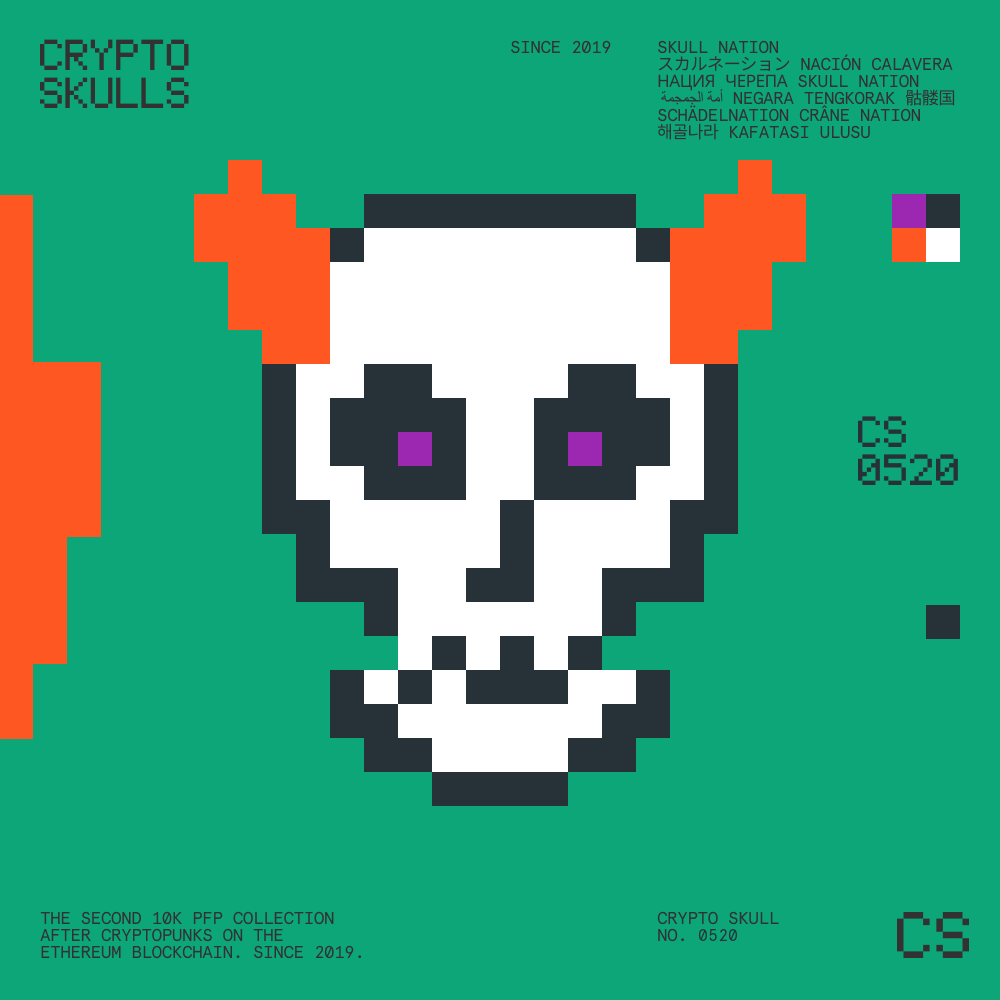 CRYPTO
SKULLS
SINCE 2019
SKULL NATION
スカルネーション NACIÓN CALAVERA
НАЦИЯ ЧЕРЕПА SKULL NATION
أمة الجمجمة NEGARA TENGKORAK 骷髅国
SCHÄDELNATION CRÂNE NATION
해골나라 KAFATASI ULUSU
CS
0520
THE SECOND 10K PFP COLLECTION
AFTER CRYPTOPUNKS ON THE
ETHEREUM BLOCKCHAIN. SINCE 2019.
CRYPTO SKULL
NO. 0520
CS